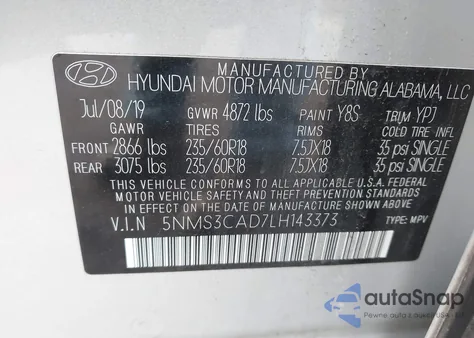 MANUFACTURED BY
HYUNDAI MOTOR MANUFACTURING ALABAMA, LLC
Jul/08/19 GVWR 4872 lbs PAINT Y8S TRIM YPJ
GAWR TIRES RIMS COLD TIRE INFL
FRONT 2866 lbs 235/60R18 7.5JX18 35 psi SINGLE
REAR 3075 lbs 235/60R18 7.5JX18 35 psi SINGLE
THIS VEHICLE CONFORMS TO ALL APPLICABLE U.S.A. FEDERAL
MOTOR VEHICLE SAFETY AND THEFT PREVENTION STANDARDS
IN EFFECT ON THE DATE OF MANUFACTURE SHOWN ABOVE
V.I.N 5NMS3CAD7LH143373 TYPE: MPV
autoSnap